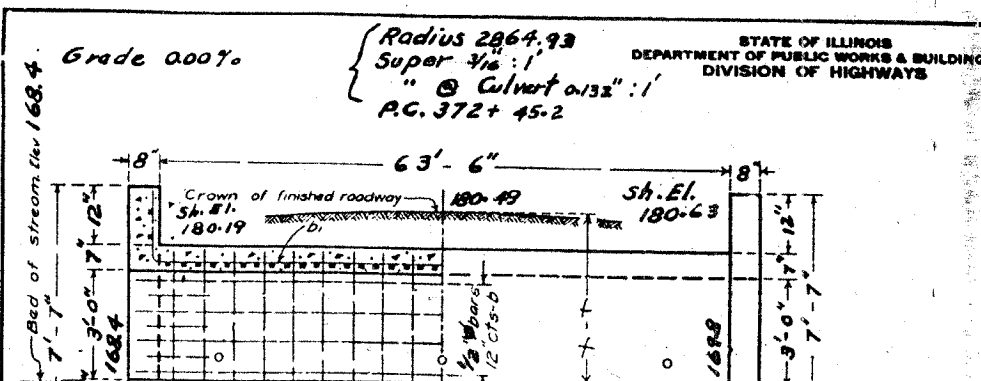 Grade 0.00%
Radius 2864.93
Super 3/16" : 1'
" @ Culvert 0.132" : 1'
P.C. 372 + 45.2
STATE OF ILLINOIS
DEPARTMENT OF PUBLIC WORKS & BUILDING
DIVISION OF HIGHWAYS
8"
63'-6"
8"
Crown of finished roadway
180.49
Sh. El.
180.19
Sh. El.
180.63
b,
Bed of stream Elev 168.4
7'-7"
12"
7"
3'-0"
168.4
1/2" φ bars
12" cts-b
168.8
12"
7"
3'-0"
7'-7"